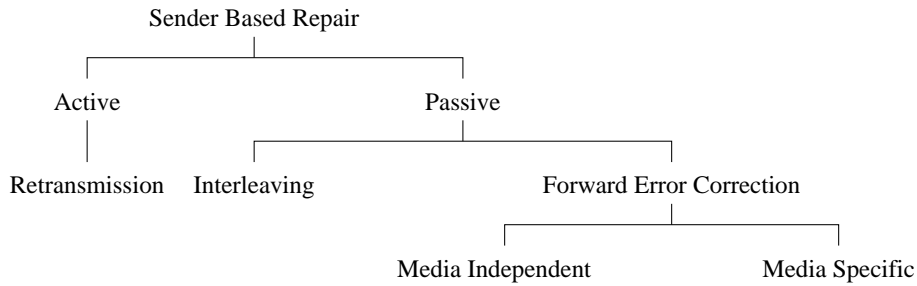 Sender Based Repair
Active Passive
Retransmission Interleaving Forward Error Correction
Media Independent Media Specific